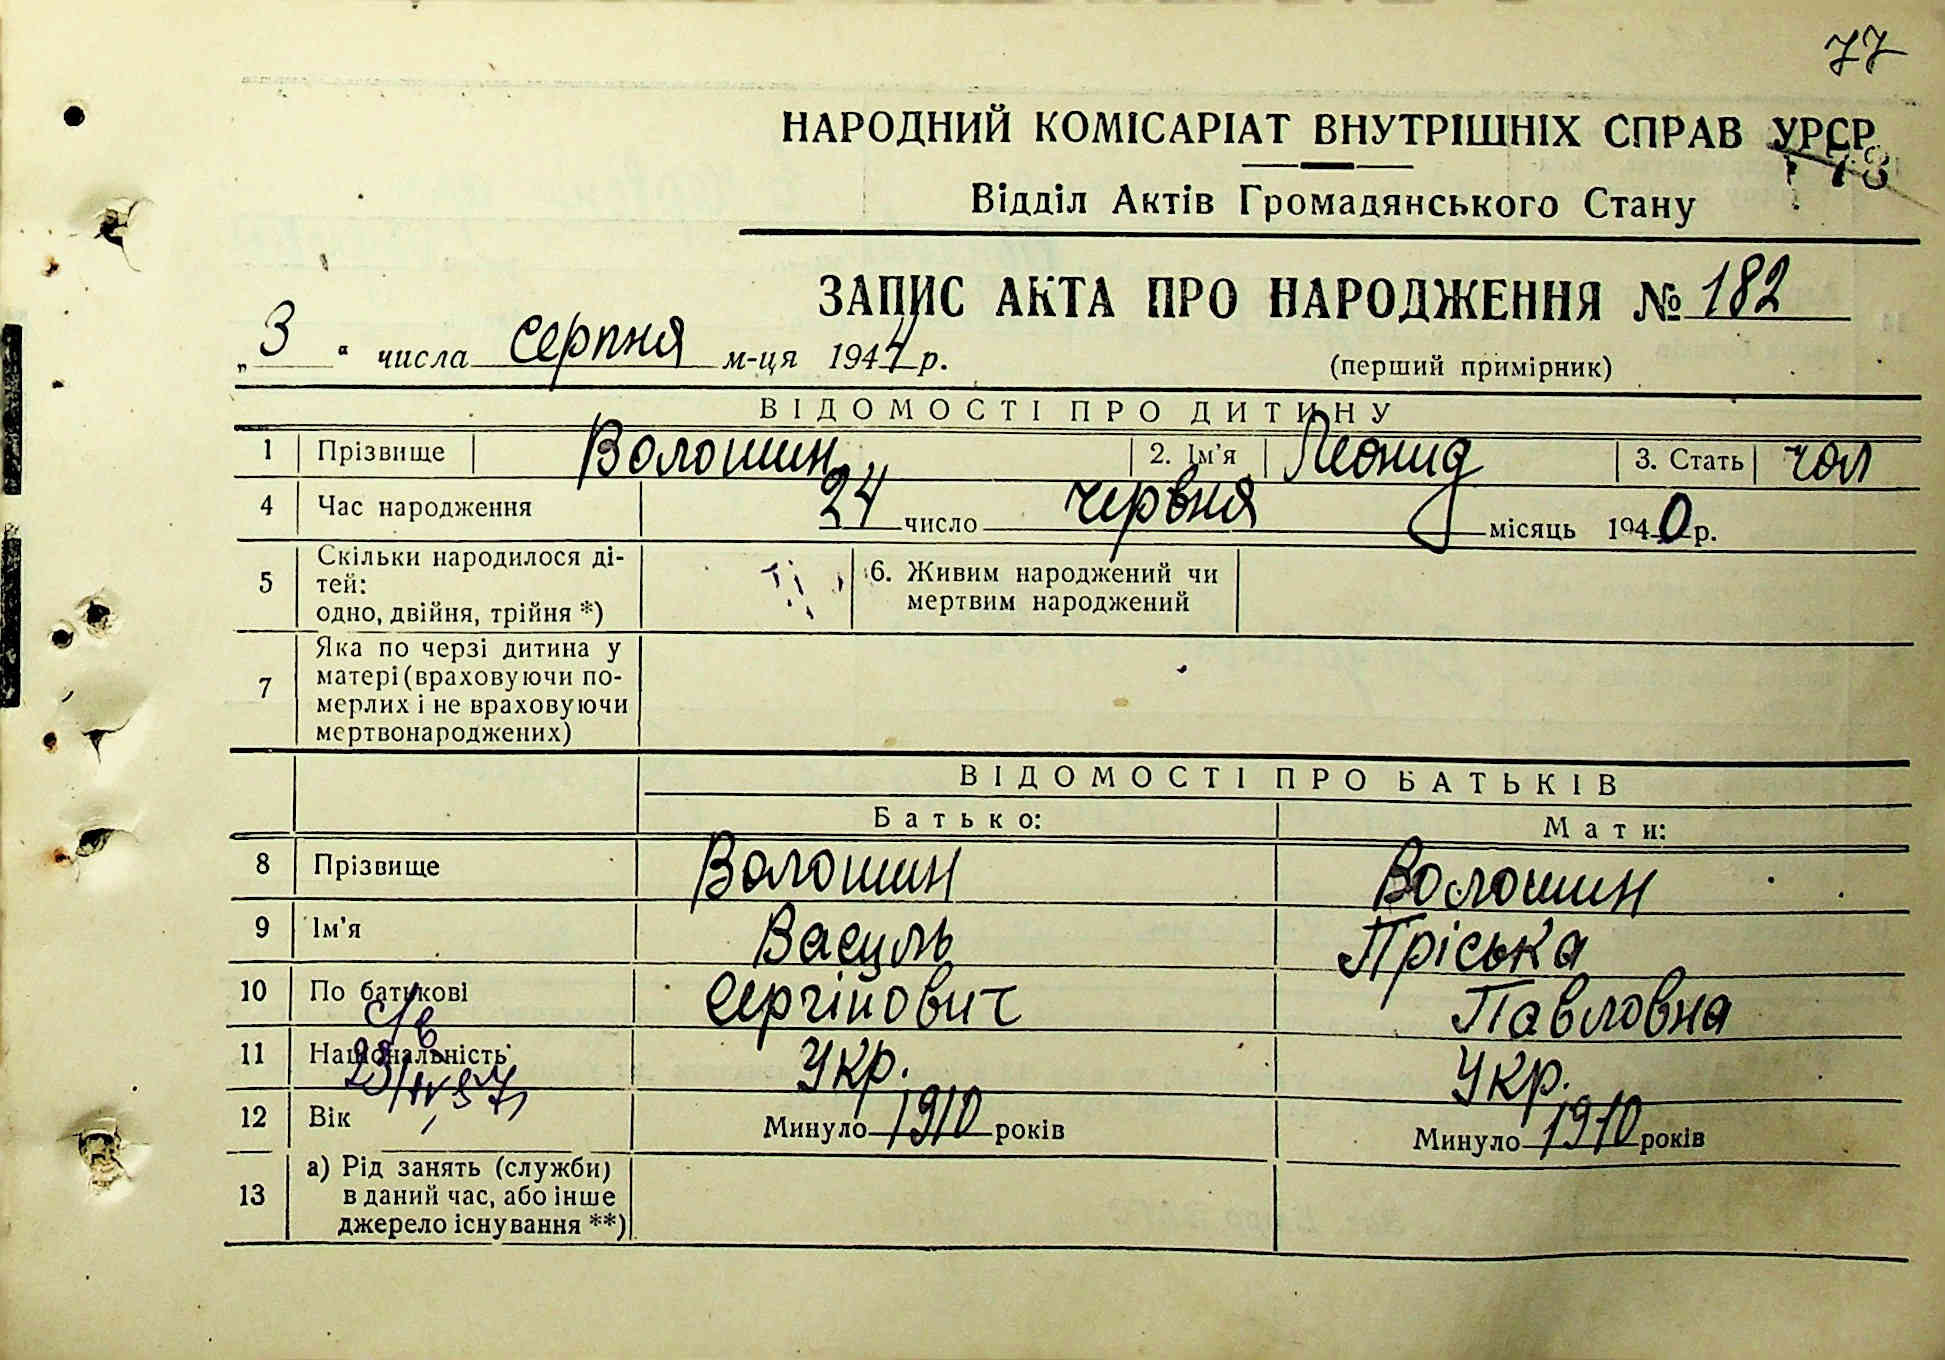 77
НАРОДНИЙ КОМІСАРІАТ ВНУТРІШНІХ СПРАВ УРСР
Відділ Актів Громадянського Стану
ЗАПИС АКТА ПРО НАРОДЖЕННЯ № 182
„3“ числа серпня м-ця 1944 р.
(перший примірник)
ВІДОМОСТІ ПРО ДИТИНУ
1 Прізвище Волошин 2. Ім'я Леонид 3. Стать чол
4 Час народження 24 число червня місяць 1940 р.
5 Скільки народилося ді-
тей:
одно, двійня, трійня *)
6. Живим народжений чи
мертвим народжений
7 Яка по черзі дитина у
матері (враховуючи по-
мерлих і не враховуючи
мертвонароджених)
ВІДОМОСТІ ПРО БАТЬКІВ
Батько: Мати:
8 Прізвище Волошин Волошин
9 Ім'я Василь Пріська
10 По батькові Сергійович Павловна
11 Національність Укр. Укр.
12 Вік Минуло 1910 років Минуло 1910 років
13 а) Рід занять (служби)
в даний час, або інше
джерело існування **)